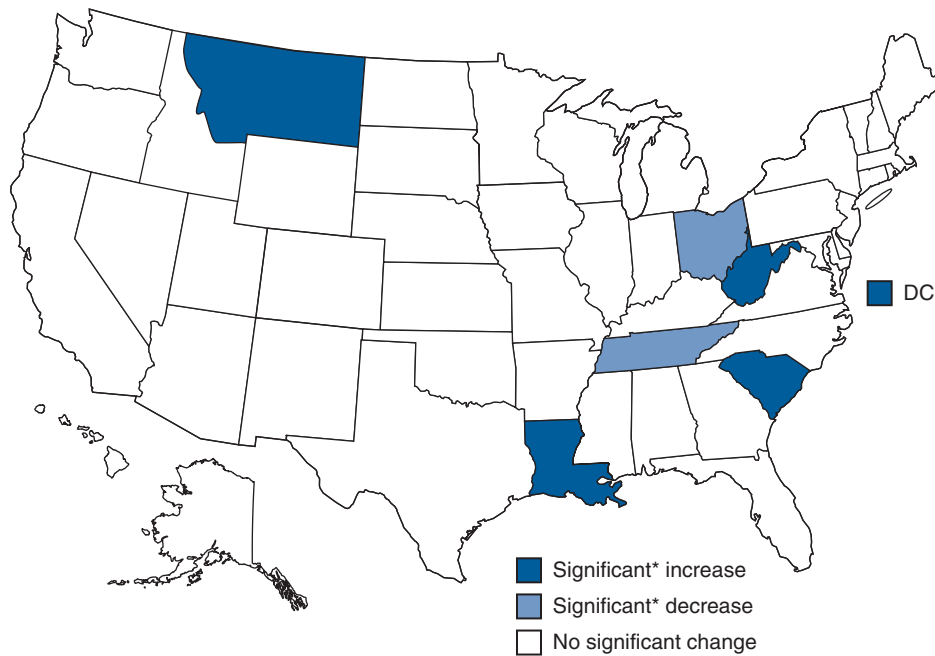 DC
Significant* increase
Significant* decrease
No significant change